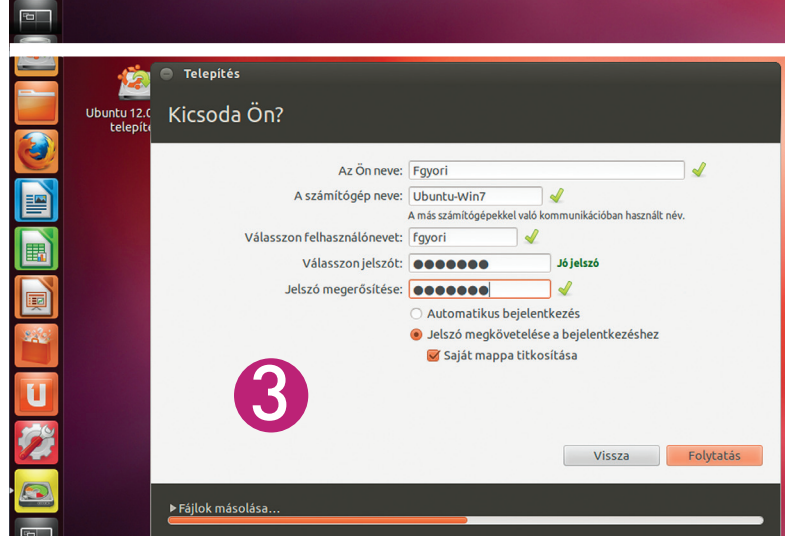 Telepítés
Ubuntu 12.0
telepít
Kicsoda Ön?
Az Ön neve: Fgyori
A számítógép neve: Ubuntu-Win7
A más számítógépekkel való kommunikációban használt név.
Válasszon felhasználónevet: fgyori
Válasszon jelszót: ●●●●●●● Jó jelszó
Jelszó megerősítése: ●●●●●●●
Automatikus bejelentkezés
Jelszó megkövetelése a bejelentkezéshez
Saját mappa titkosítása
3
Vissza Folytatás
Fájlok másolása...